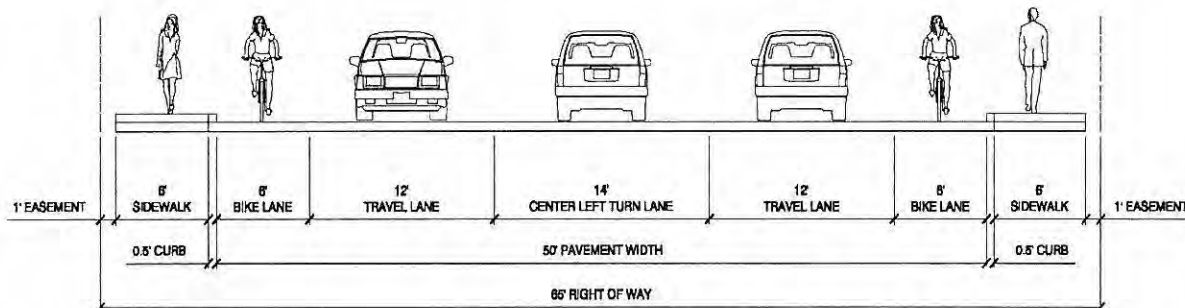 6'
SIDEWALK
6'
BIKE LANE
12'
TRAVEL LANE
14'
CENTER LEFT TURN LANE
12'
TRAVEL LANE
6'
BIKE LANE
6'
SIDEWALK
1' EASEMENT
1' EASEMENT
0.5' CURB
50' PAVEMENT WIDTH
0.5' CURB
65' RIGHT OF WAY